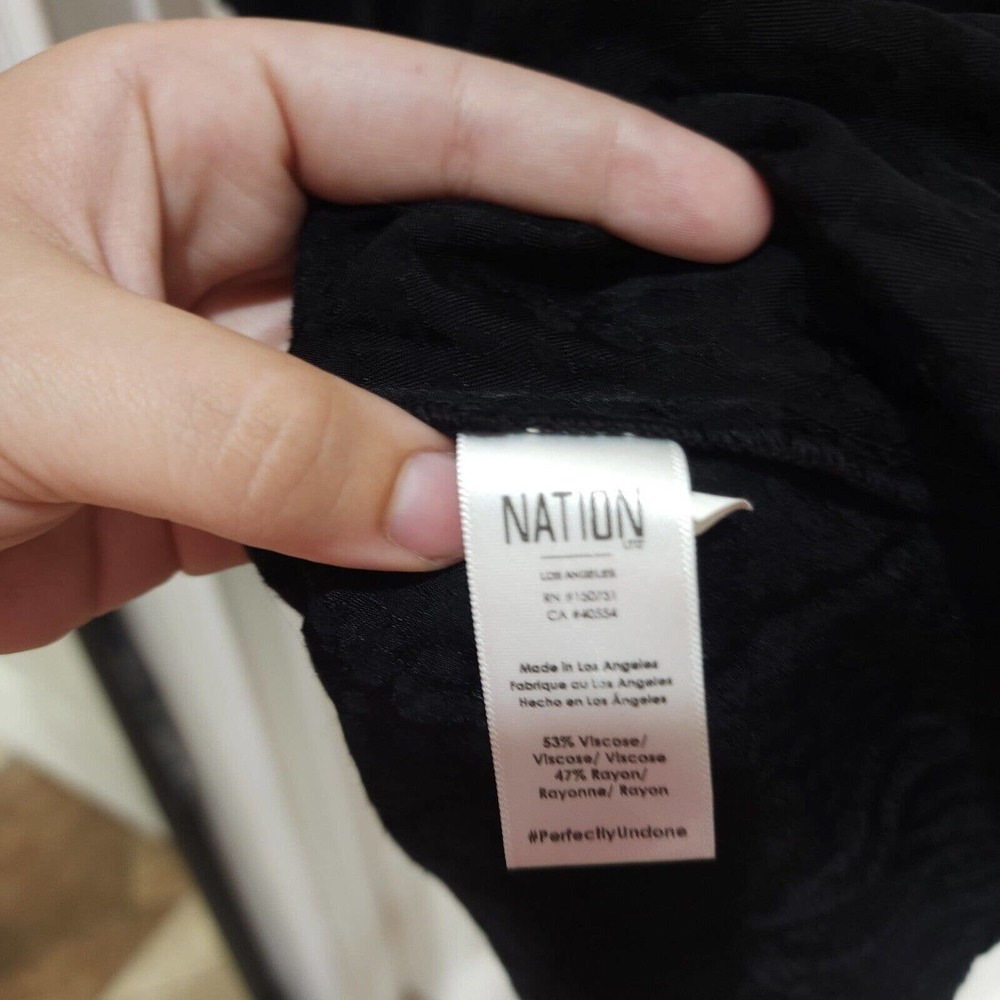 NATION
LTD
LOS ANGELES
RN #150751
CA #40554
Made in Los Angeles
Fabriqué au Los Angeles
Hecho en Los Ángeles
53% Viscose/
Viscose/ Viscose
47% Rayon/
Rayonne/ Rayon
#PerfectlyUndone